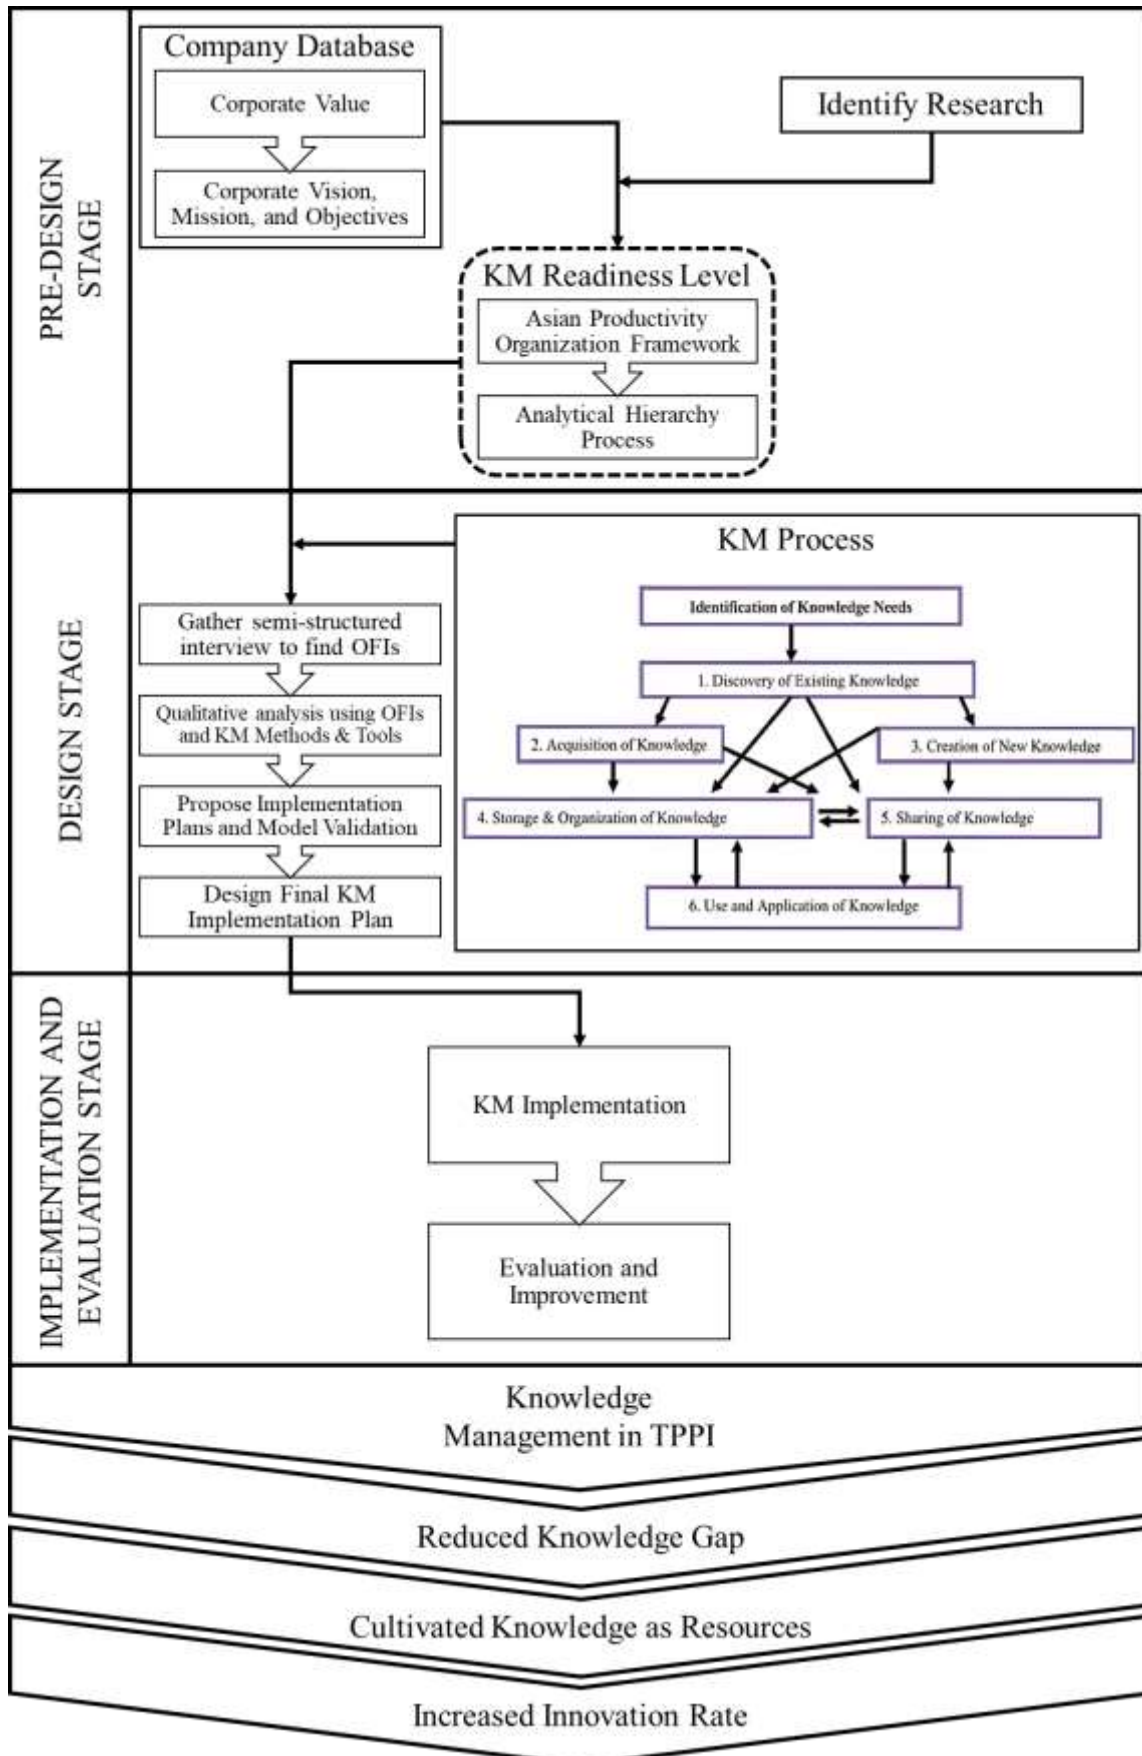 PRE-DESIGN
STAGE
Company Database
Corporate Value
Corporate Vision,
Mission, and Objectives
Identify Research
KM Readiness Level
Asian Productivity
Organization Framework
Analytical Hierarchy
Process
DESIGN STAGE
Gather semi-structured
interview to find OFIs
Qualitative analysis using OFIs
and KM Methods & Tools
Propose Implementation
Plans and Model Validation
Design Final KM
Implementation Plan
KM Process
Identification of Knowledge Needs
1. Discovery of Existing Knowledge
2. Acquisition of Knowledge
3. Creation of New Knowledge
4. Storage & Organization of Knowledge
5. Sharing of Knowledge
6. Use and Application of Knowledge
IMPLEMENTATION AND
EVALUATION STAGE
KM Implementation
Evaluation and
Improvement
Knowledge
Management in TPPI
Reduced Knowledge Gap
Cultivated Knowledge as Resources
Increased Innovation Rate